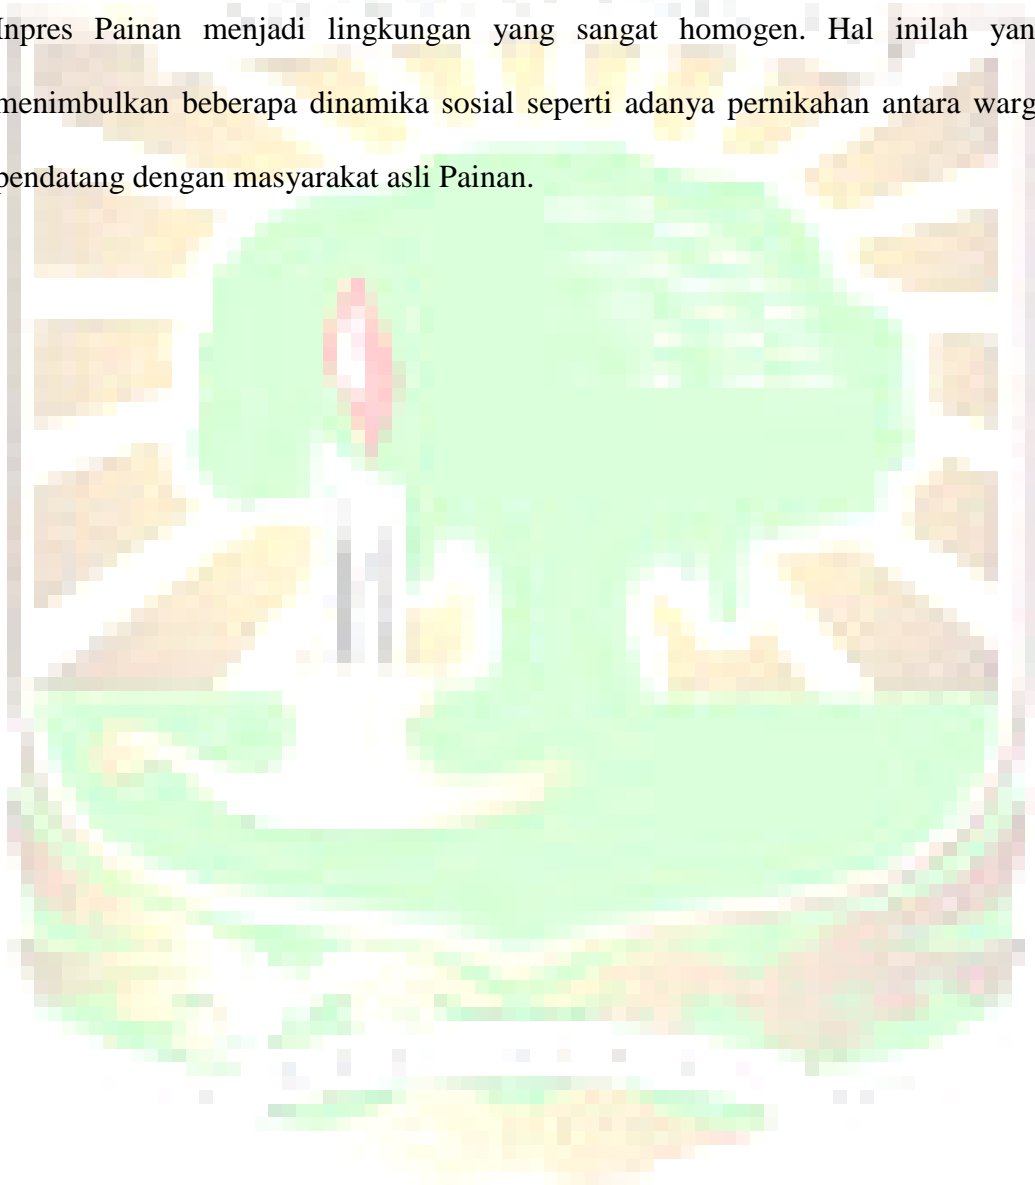 Inpres Painan menjadi lingkungan yang sangat homogen. Hal inilah yan
menimbulkan beberapa dinamika sosial seperti adanya pernikahan antara warg
pendatang dengan masyarakat asli Painan.